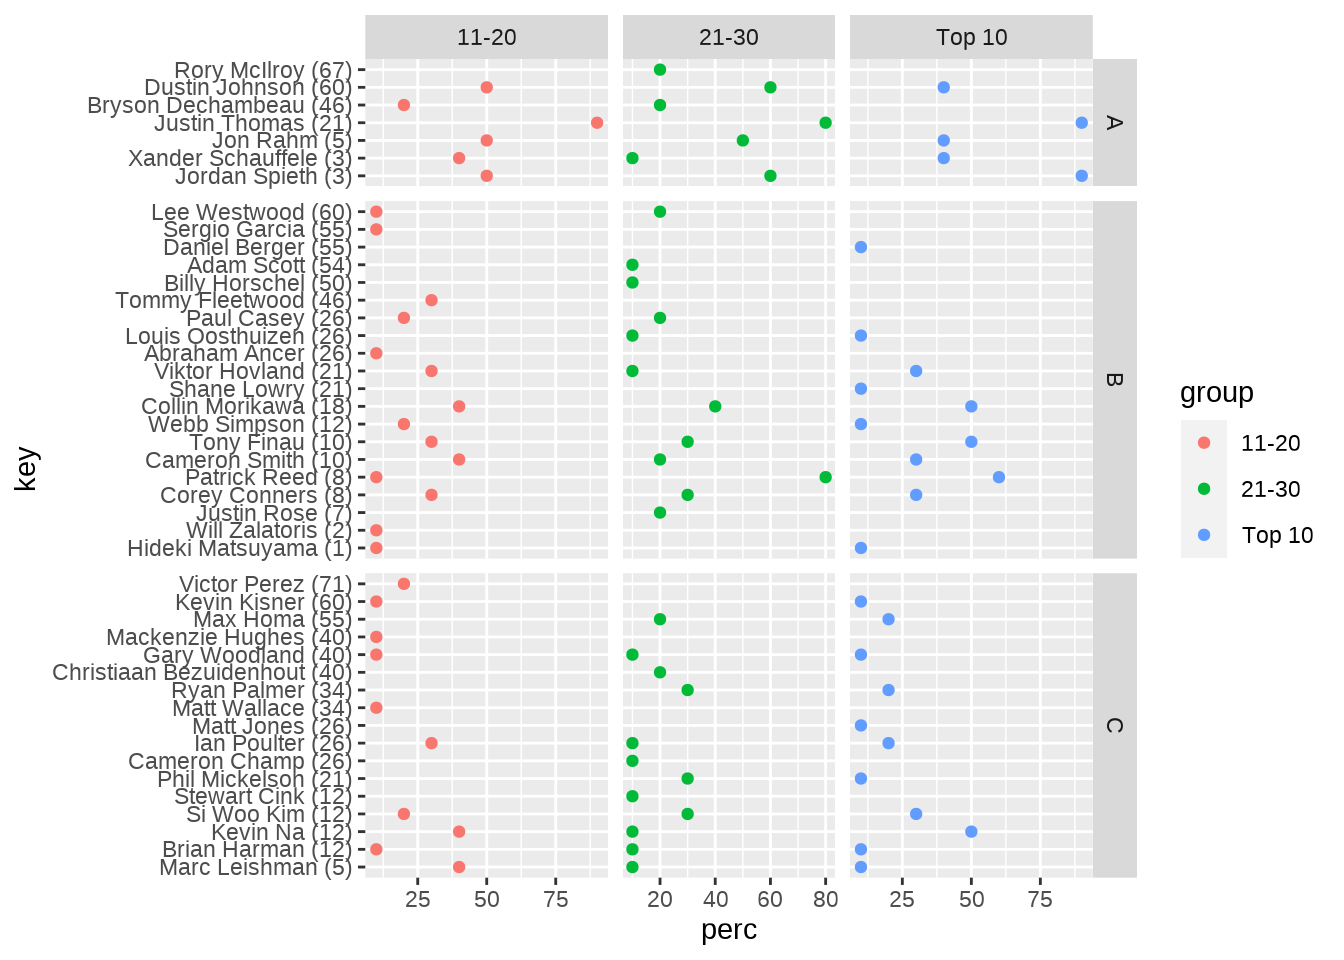 11-20
21-30
Top 10
Rory McIlroy (67)
Dustin Johnson (60)
Bryson Dechambeau (46)
Justin Thomas (21)
Jon Rahm (5)
Xander Schauffele (3)
Jordan Spieth (3)
A
Lee Westwood (60)
Sergio Garcia (55)
Daniel Berger (55)
Adam Scott (54)
Billy Horschel (50)
Tommy Fleetwood (46)
Paul Casey (26)
Louis Oosthuizen (26)
Abraham Ancer (26)
Viktor Hovland (21)
Shane Lowry (21)
Collin Morikawa (18)
Webb Simpson (12)
Tony Finau (10)
Cameron Smith (10)
Patrick Reed (8)
Corey Conners (8)
Justin Rose (7)
Will Zalatoris (2)
Hideki Matsuyama (1)
B
Victor Perez (71)
Kevin Kisner (60)
Max Homa (55)
Mackenzie Hughes (40)
Gary Woodland (40)
Christiaan Bezuidenhout (40)
Ryan Palmer (34)
Matt Wallace (34)
Matt Jones (26)
Ian Poulter (26)
Cameron Champ (26)
Phil Mickelson (21)
Stewart Cink (12)
Si Woo Kim (12)
Kevin Na (12)
Brian Harman (12)
Marc Leishman (5)
C
key
25 50 75
20 40 60 80
25 50 75
perc
group
11-20
21-30
Top 10